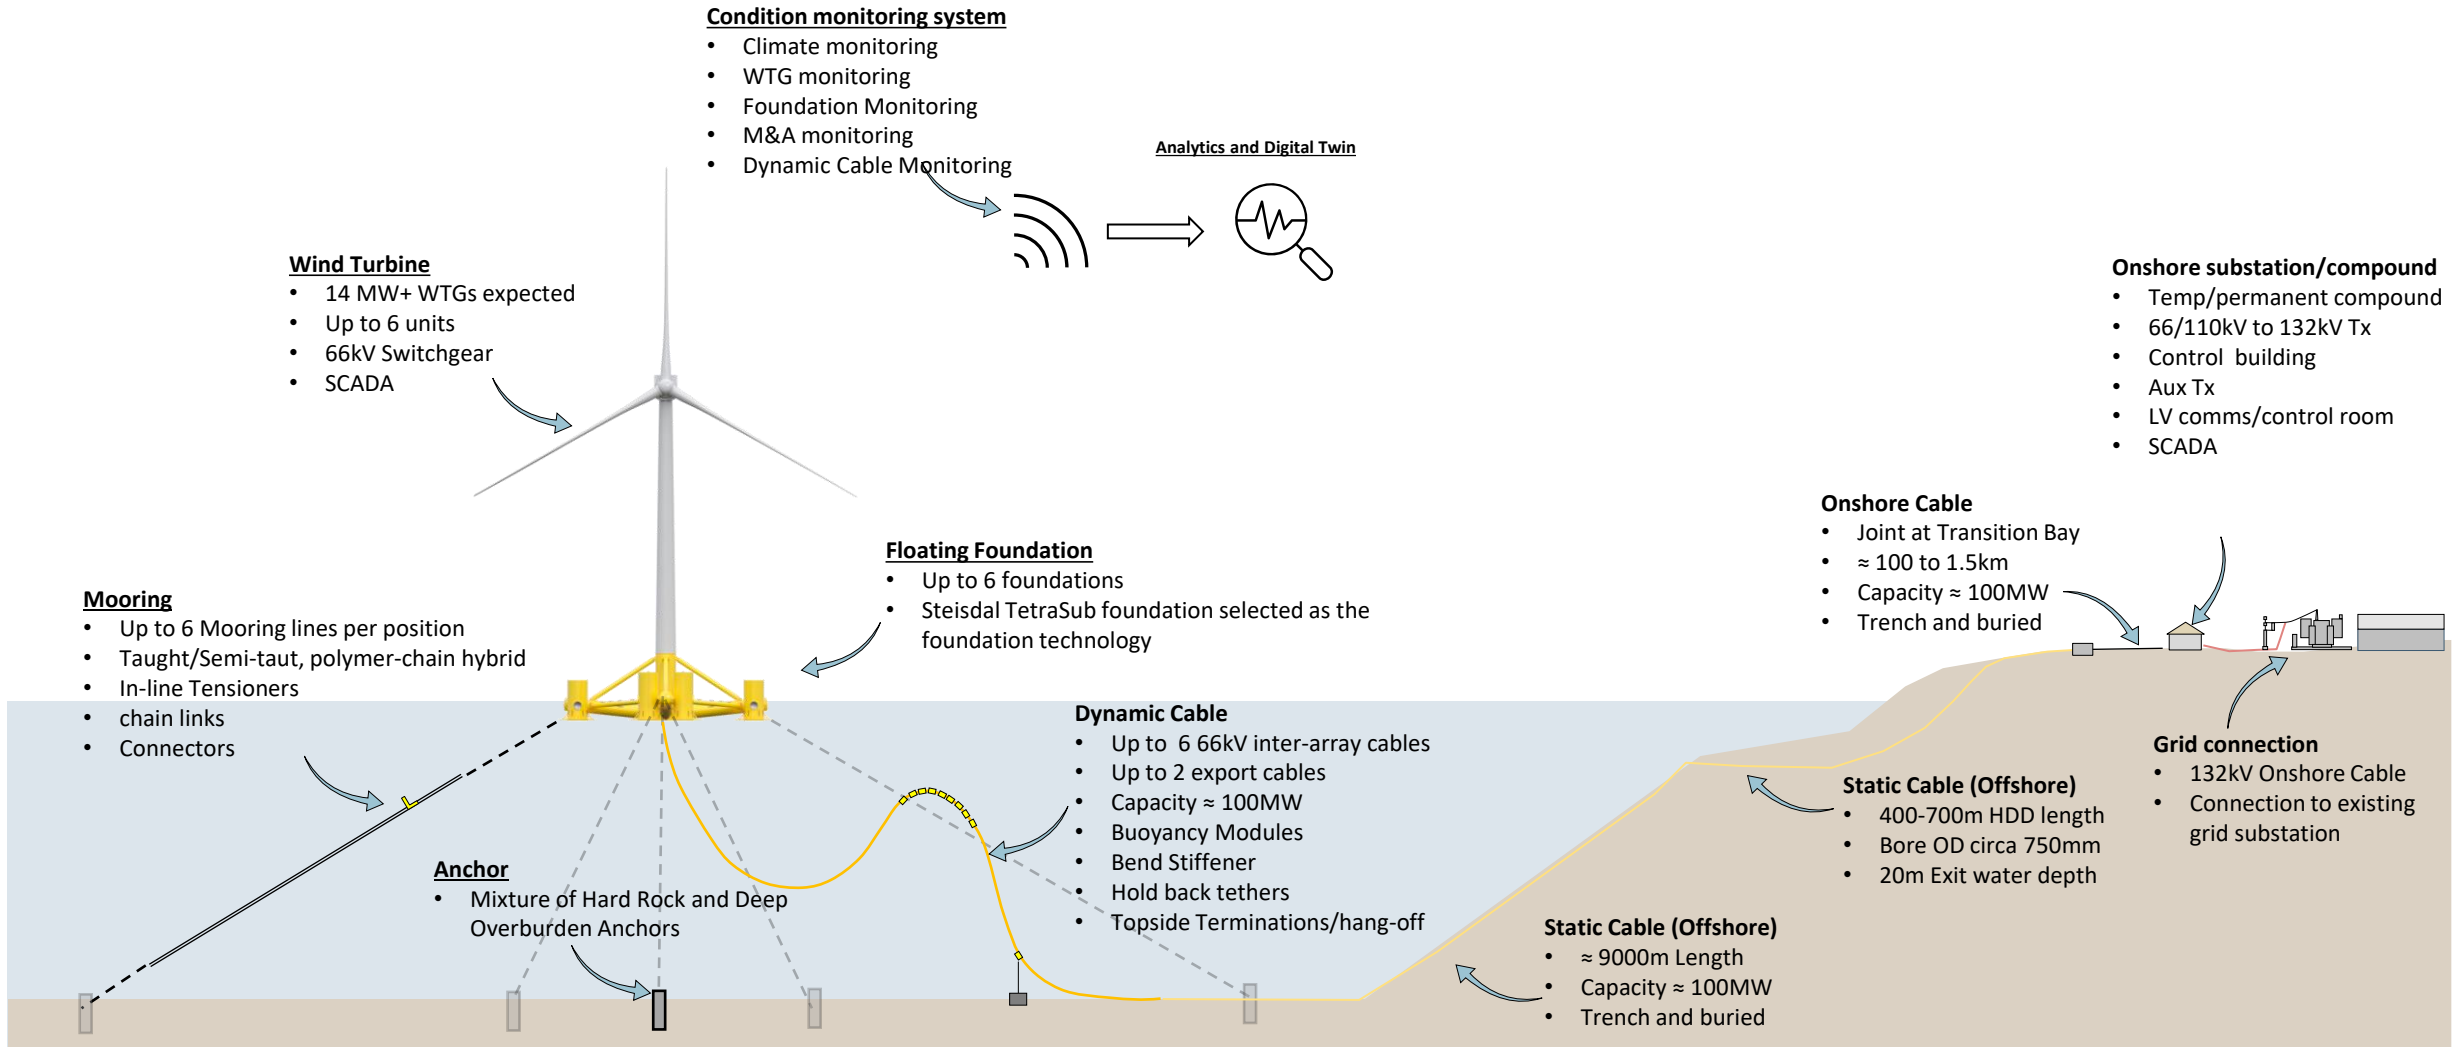 Condition monitoring system
• Climate monitoring
• WTG monitoring
• Foundation Monitoring
• M&A monitoring
• Dynamic Cable Monitoring
Analytics and Digital Twin
Wind Turbine
• 14 MW+ WTGs expected
• Up to 6 units
• 66kV Switchgear
• SCADA
Onshore substation/compound
• Temp/permanent compound
• 66/110kV to 132kV Tx
• Control building
• Aux Tx
• LV comms/control room
• SCADA
Onshore Cable
• Joint at Transition Bay
• ≈ 100 to 1.5km
• Capacity ≈ 100MW
• Trench and buried
Floating Foundation
• Up to 6 foundations
• Steisdal TetraSub foundation selected as the
foundation technology
Mooring
• Up to 6 Mooring lines per position
• Taught/Semi-taut, polymer-chain hybrid
• In-line Tensioners
• chain links
• Connectors
Dynamic Cable
• Up to 6 66kV inter-array cables
• Up to 2 export cables
• Capacity ≈ 100MW
• Buoyancy Modules
• Bend Stiffener
• Hold back tethers
• Topside Terminations/hang-off
Grid connection
• 132kV Onshore Cable
• Connection to existing
grid substation
Static Cable (Offshore)
• 400-700m HDD length
• Bore OD circa 750mm
• 20m Exit water depth
Anchor
• Mixture of Hard Rock and Deep
Overburden Anchors
Static Cable (Offshore)
• ≈ 9000m Length
• Capacity ≈ 100MW
• Trench and buried